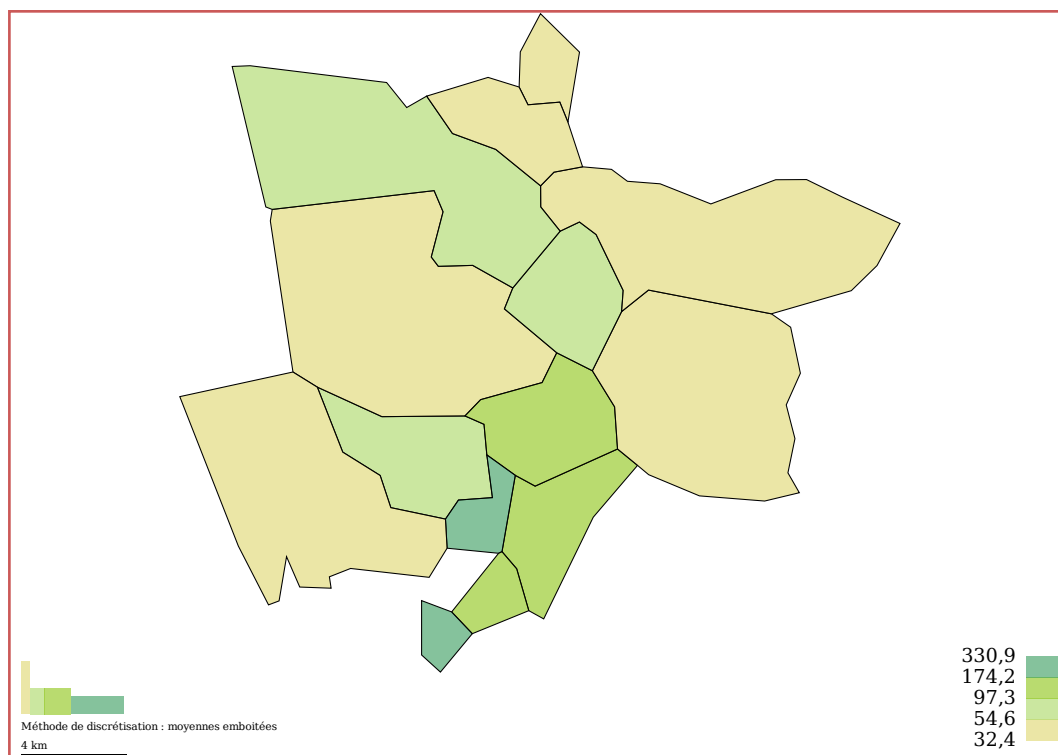 330,9
174,2
97,3
54,6
32,4
Méthode de discrétisation : moyennes emboitées
4 km